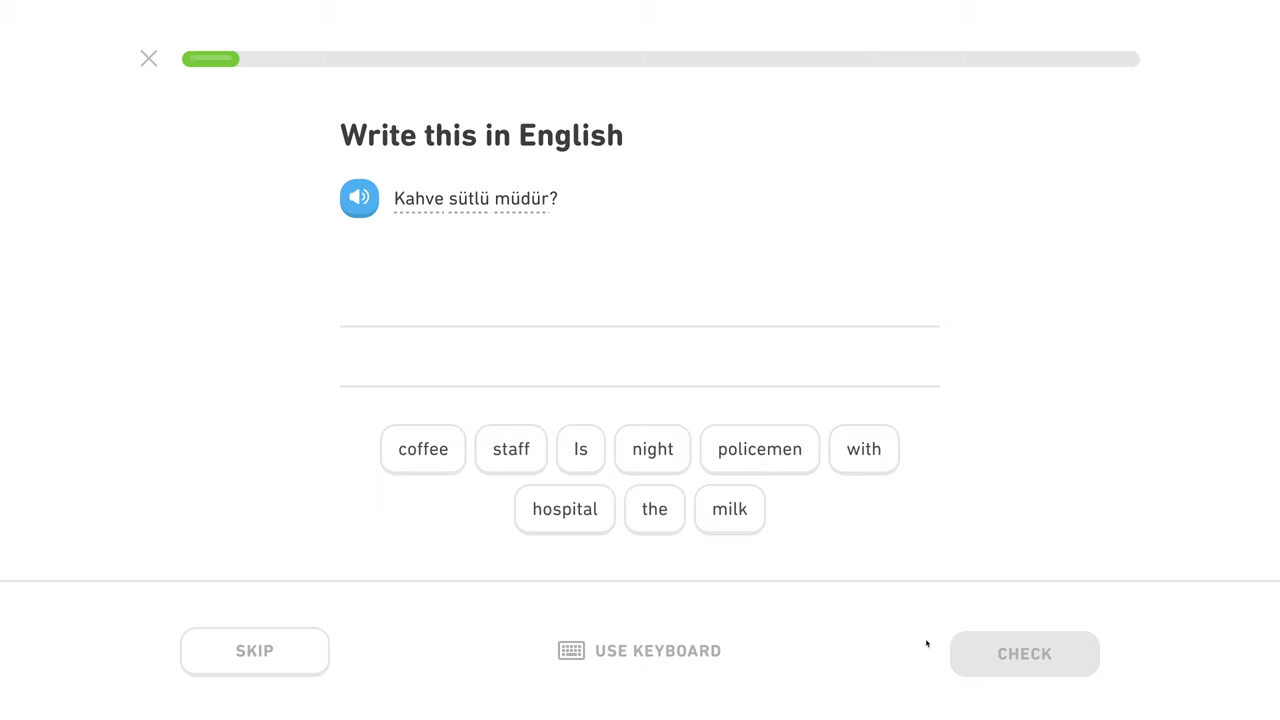 Write this in English
Kahve sütlü müdür?
coffee staff Is night policemen with
hospital the milk
SKIP USE KEYBOARD CHECK